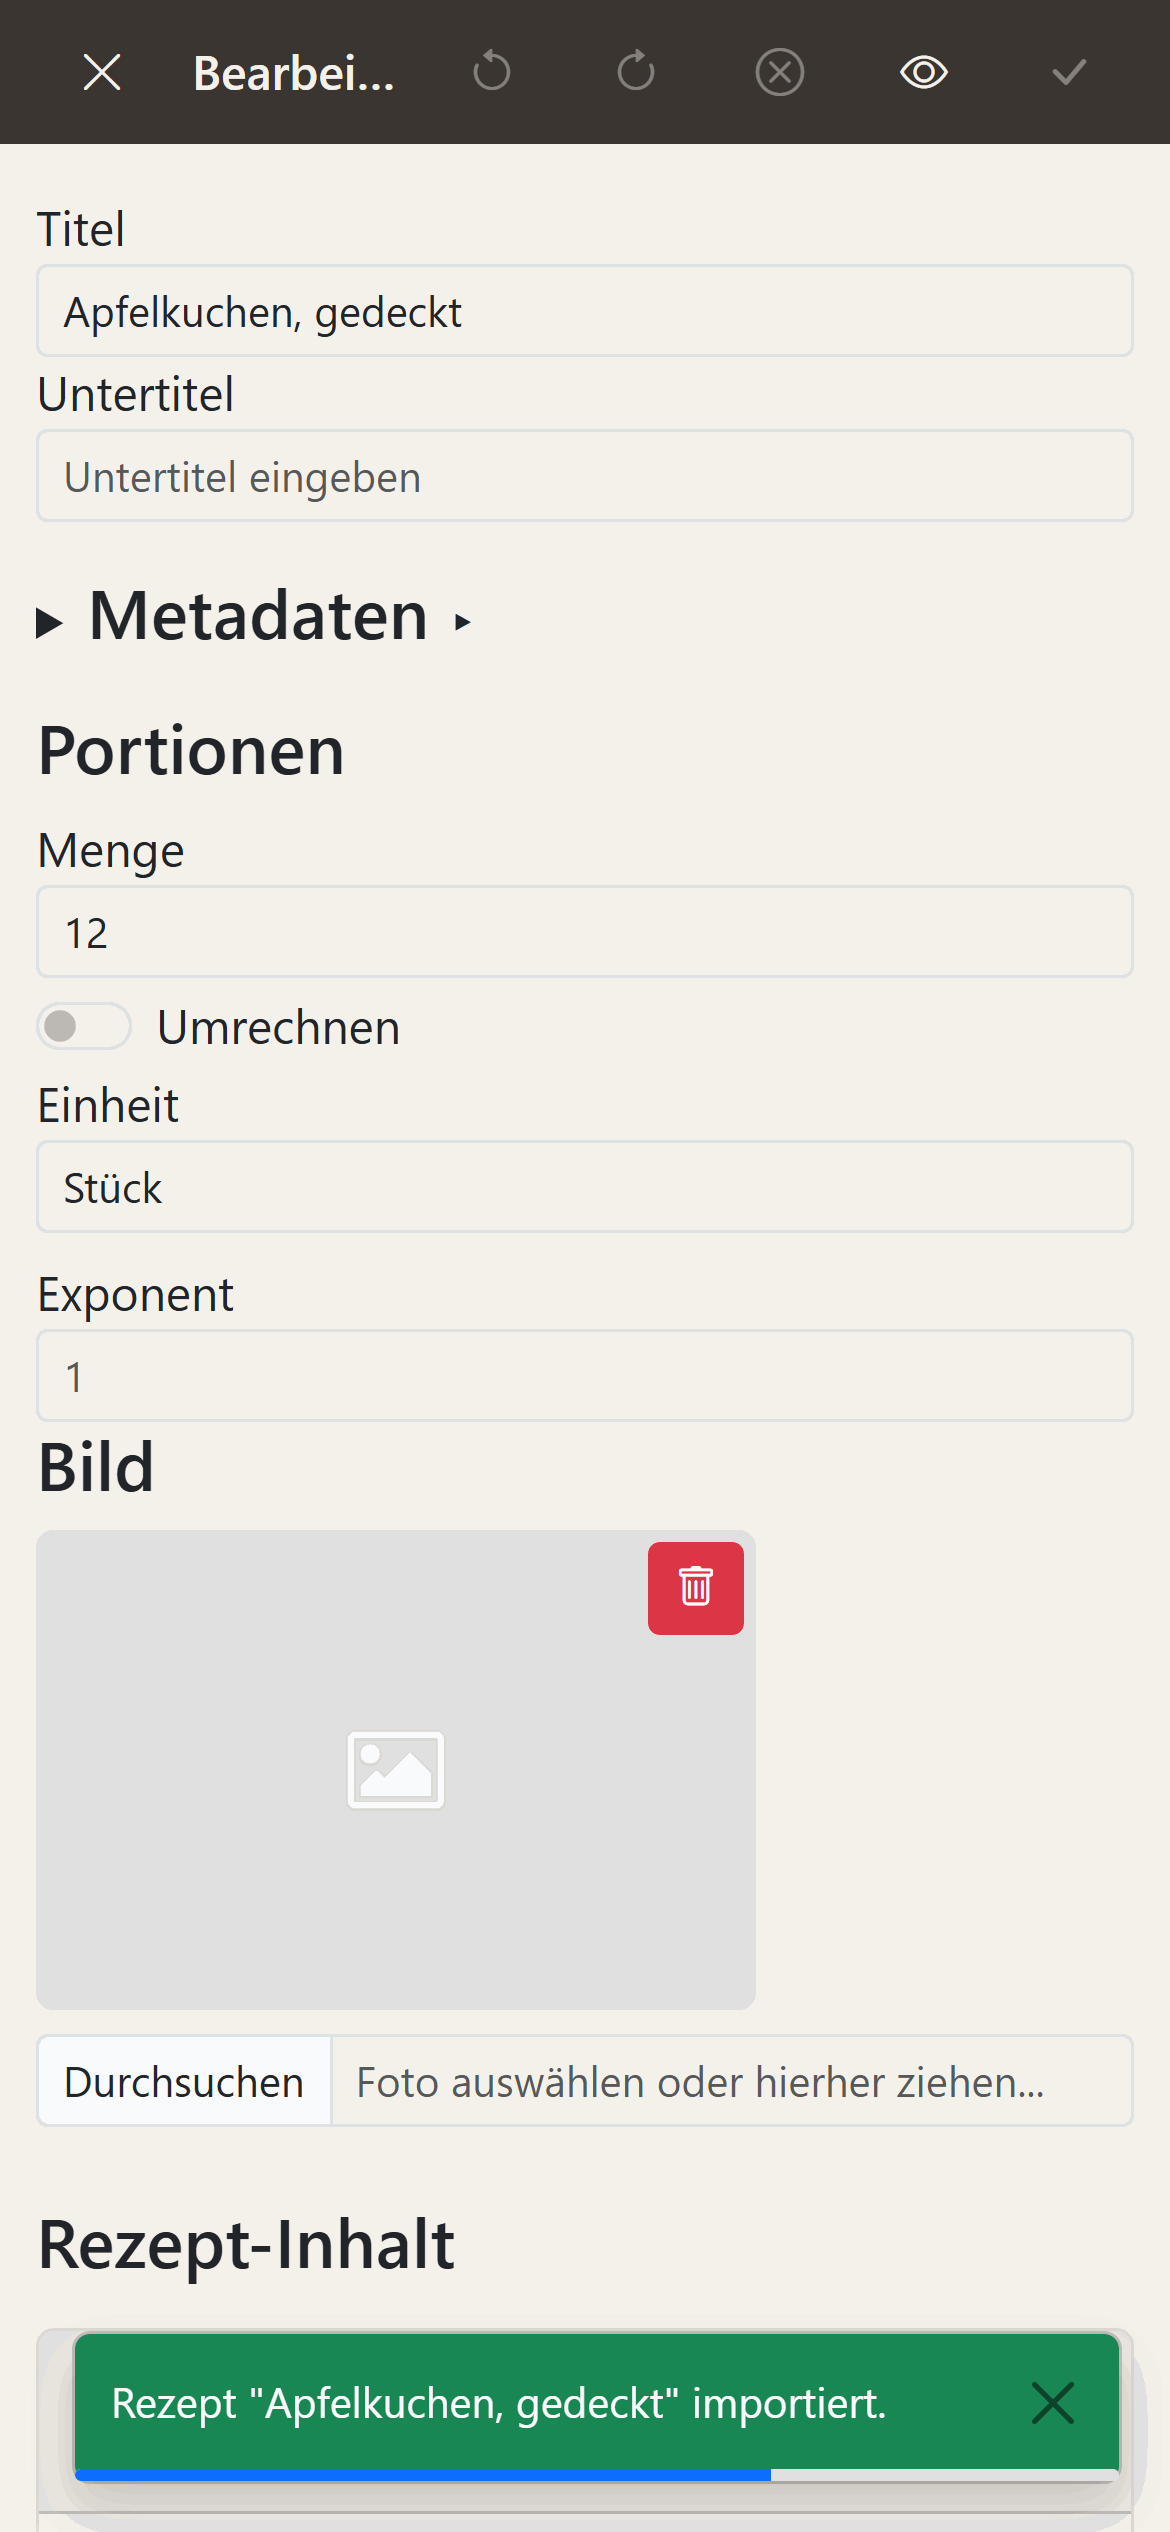 Bearbei...
Titel
Apfelkuchen, gedeckt
Untertitel
Untertitel eingeben
Metadaten
Portionen
Menge
12
Umrechnen
Einheit
Stück
Exponent
1
Bild
Durchsuchen Foto auswählen oder hierher ziehen...
Rezept-Inhalt
Rezept "Apfelkuchen, gedeckt" importiert.